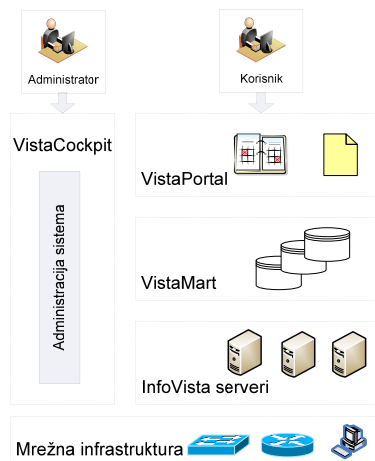 Administrator
Korisnik
VistaCockpit
Administracija sistema
VistaPortal
VistaMart
InfoVista serveri
Mrežna infrastruktura